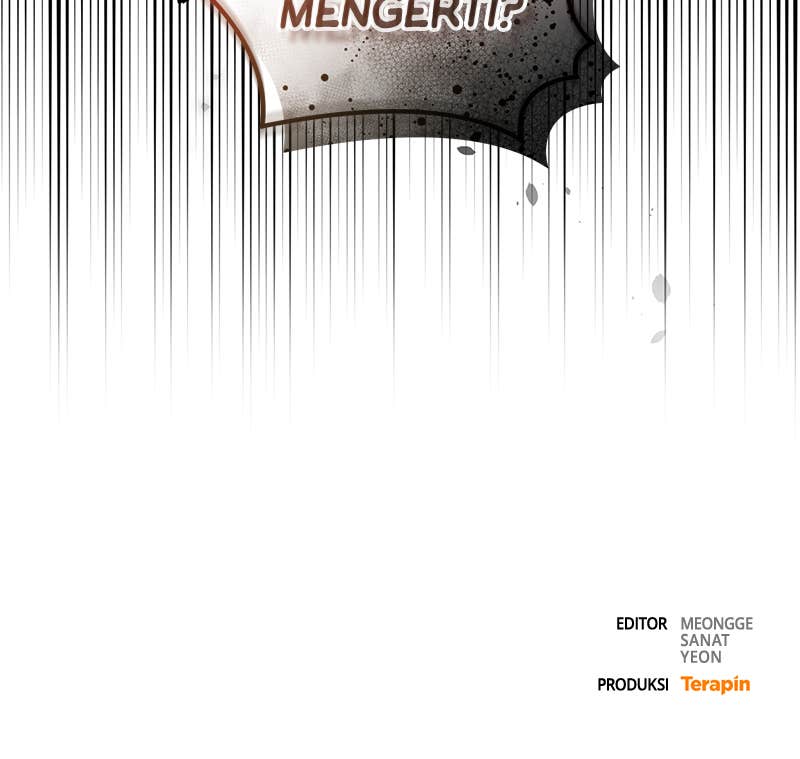 MENGERTI?
EDITOR MEONGGE
SANAT
YEON
PRODUKSI Terapin